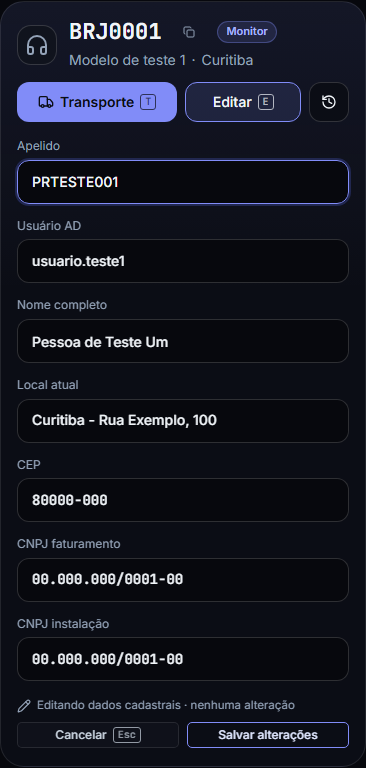 BRJ0001 Monitor
Modelo de teste 1 · Curitiba
Transporte T Editar E
Apelido
PRTESTE001
Usuário AD
usuario.teste1
Nome completo
Pessoa de Teste Um
Local atual
Curitiba - Rua Exemplo, 100
CEP
80000-000
CNPJ faturamento
00.000.000/0001-00
CNPJ instalação
00.000.000/0001-00
Editando dados cadastrais · nenhuma alteração
Cancelar Esc Salvar alterações